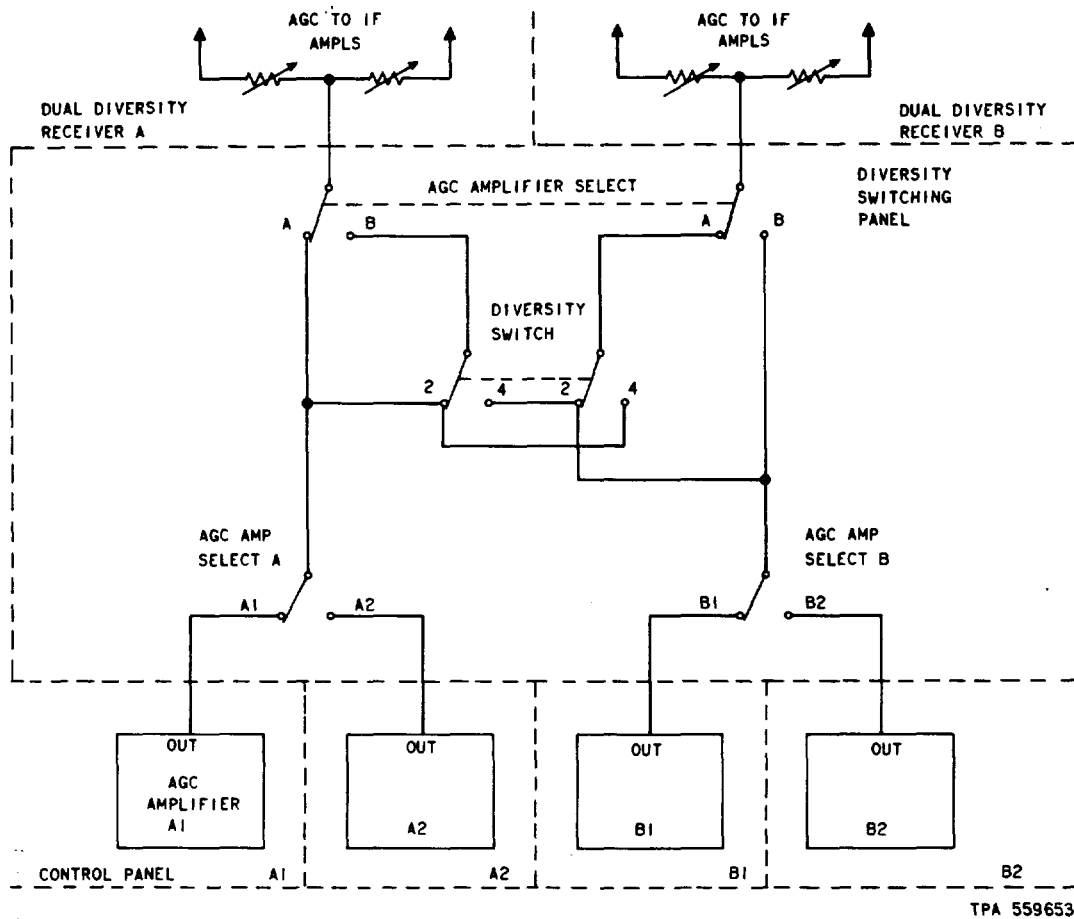 AGC TO IF
AMPLS
AGC TO IF
AMPLS
DUAL DIVERSITY
RECEIVER A
DUAL DIVERSITY
RECEIVER B
AGC AMPLIFIER SELECT
DIVERSITY
SWITCHING
PANEL
A
B
A
B
DIVERSITY
SWITCH
2
4
2
4
AGC AMP
SELECT A
AGC AMP
SELECT B
A1
A2
B1
B2
OUT
AGC
AMPLIFIER
A1
OUT
A2
OUT
B1
OUT
B2
CONTROL PANEL
A1
A2
B1
B2
TPA 559653